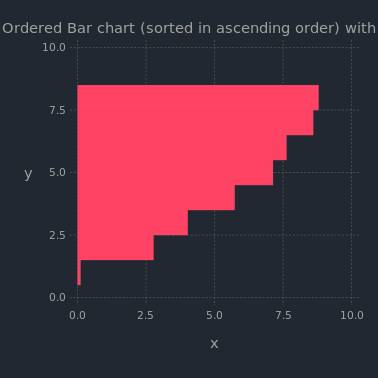 Ordered Bar chart (sorted in ascending order) with
10.0
7.5
y
5.0
2.5
0.0
0.0 2.5 5.0 7.5 10.0
x